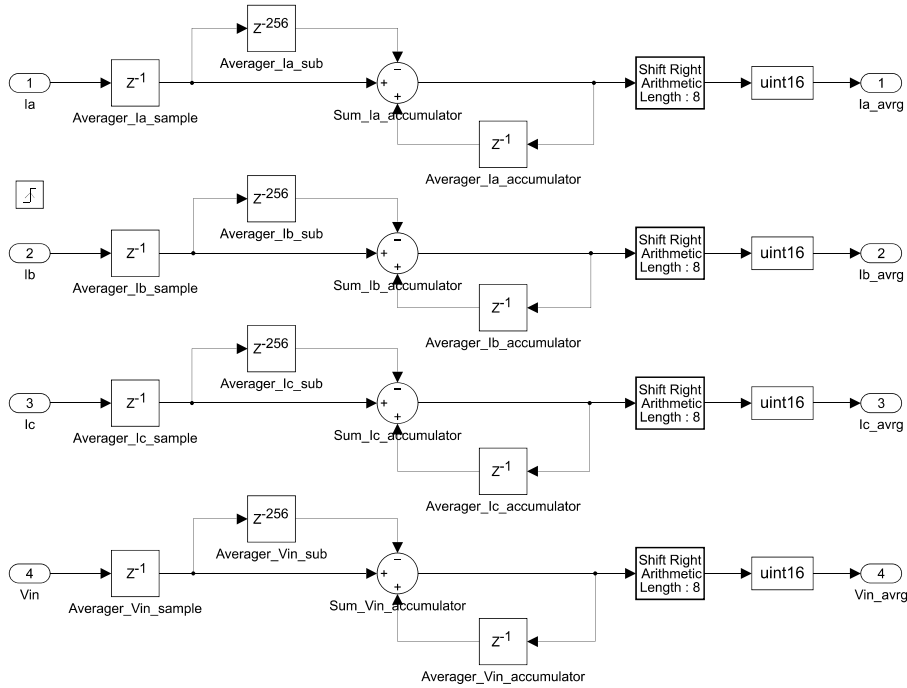 z-256
Averager_Ia_sub
1
Ia
z-1
Averager_Ia_sample
−
+
+
Sum_Ia_accumulator
z-1
Averager_Ia_accumulator
Shift Right
Arithmetic
Length : 8
uint16
1
Ia_avrg
z-256
Averager_Ib_sub
2
Ib
z-1
Averager_Ib_sample
−
+
+
Sum_Ib_accumulator
z-1
Averager_Ib_accumulator
Shift Right
Arithmetic
Length : 8
uint16
2
Ib_avrg
z-256
Averager_Ic_sub
3
Ic
z-1
Averager_Ic_sample
−
+
+
Sum_Ic_accumulator
z-1
Averager_Ic_accumulator
Shift Right
Arithmetic
Length : 8
uint16
3
Ic_avrg
z-256
Averager_Vin_sub
4
Vin
z-1
Averager_Vin_sample
−
+
+
Sum_Vin_accumulator
z-1
Averager_Vin_accumulator
Shift Right
Arithmetic
Length : 8
uint16
4
Vin_avrg